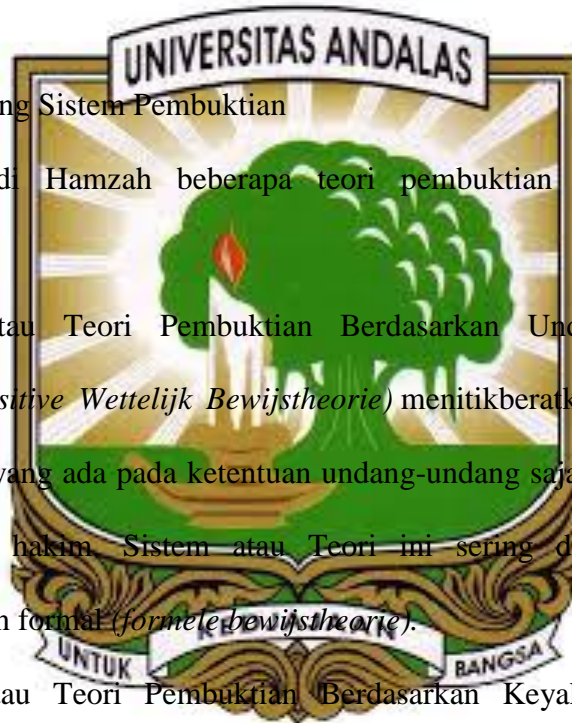 UNIVERSITAS ANDALAS
ng Sistem Pembuktian
di Hamzah beberapa teori pembuktian
tau Teori Pembuktian Berdasarkan Und
sitive Wettelijk Bewijstheorie) menitikberatk
yang ada pada ketentuan undang-undang saja
hakim. Sistem atau Teori ini sering d
n formal (formele bewijstheorie).
UNTUK KEDJAJAAN BANGSA
tau Teori Pembuktian Berdasarkan Keyak